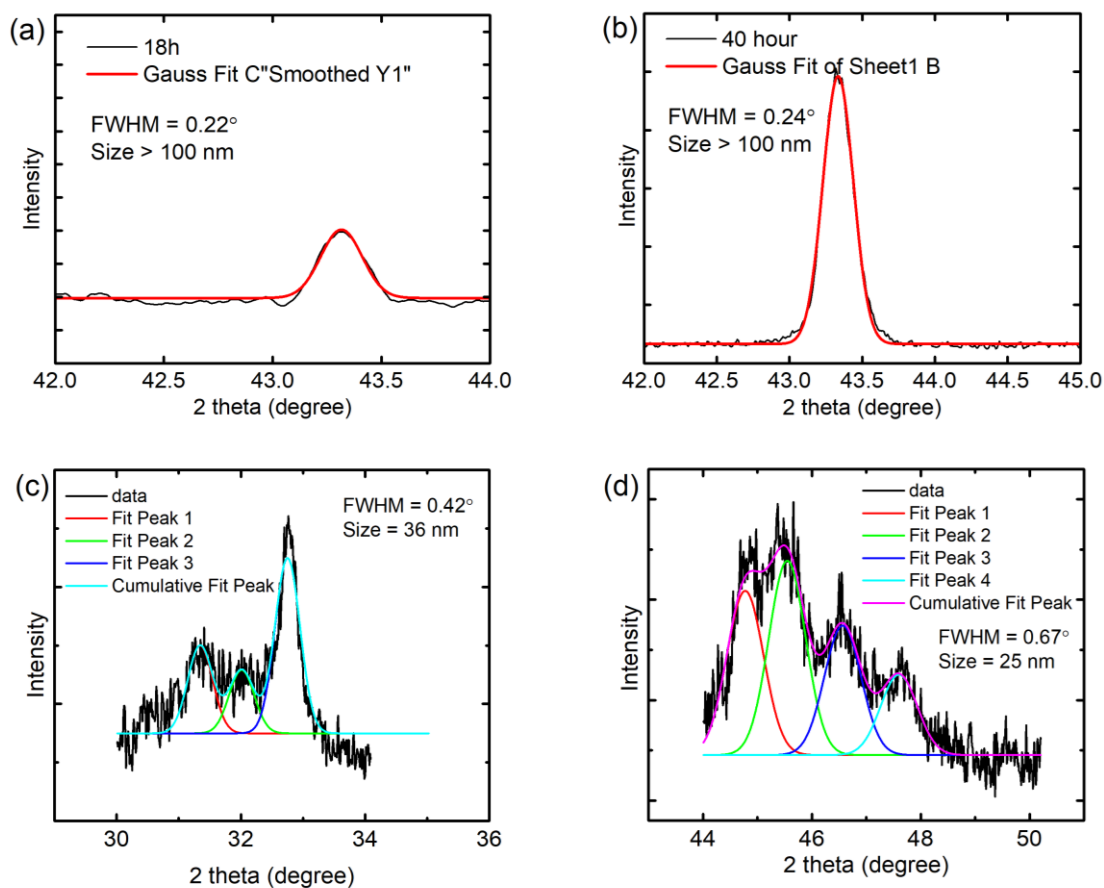 (a)
18h
Gauss Fit C"Smoothed Y1"
FWHM = 0.22°
Size > 100 nm
Intensity
42.0 42.5 43.0 43.5 44.0
2 theta (degree)
(b)
40 hour
Gauss Fit of Sheet1 B
FWHM = 0.24°
Size > 100 nm
Intensity
42.0 42.5 43.0 43.5 44.0 44.5 45.0
2 theta (degree)
(c)
data
Fit Peak 1
Fit Peak 2
Fit Peak 3
Cumulative Fit Peak
FWHM = 0.42°
Size = 36 nm
Intensity
30 32 34 36
2 theta (degree)
(d)
data
Fit Peak 1
Fit Peak 2
Fit Peak 3
Fit Peak 4
Cumulative Fit Peak
FWHM = 0.67°
Size = 25 nm
Intensity
44 46 48 50
2 theta (degree)